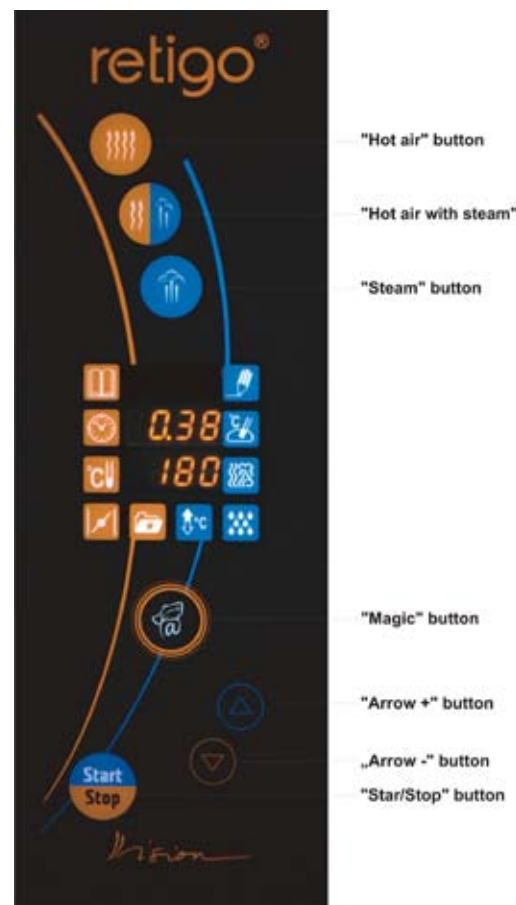 retigo®
"Hot air" button
"Hot air with steam"
"Steam" button
0.38
°C
°C
180
°C
@
"Magic" button
"Arrow +" button
„Arrow -" button
Start
Stop
"Star/Stop" button
Vision